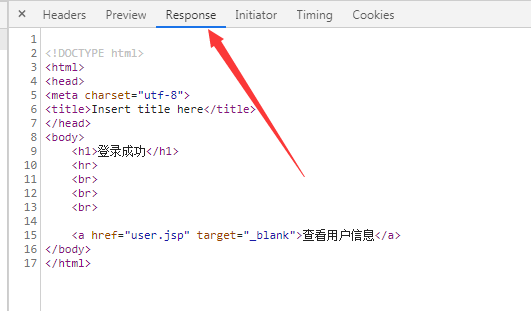 × Headers Preview Response Initiator Timing Cookies
1
2 <!DOCTYPE html>
3 <html>
4 <head>
5 <meta charset="utf-8">
6 <title>Insert title here</title>
7 </head>
8 <body>
9 <h1>登录成功</h1>
10 <hr>
11 <br>
12 <br>
13 <br>
14
15 <a href="user.jsp" target="_blank">查看用户信息</a>
16 </body>
17 </html>